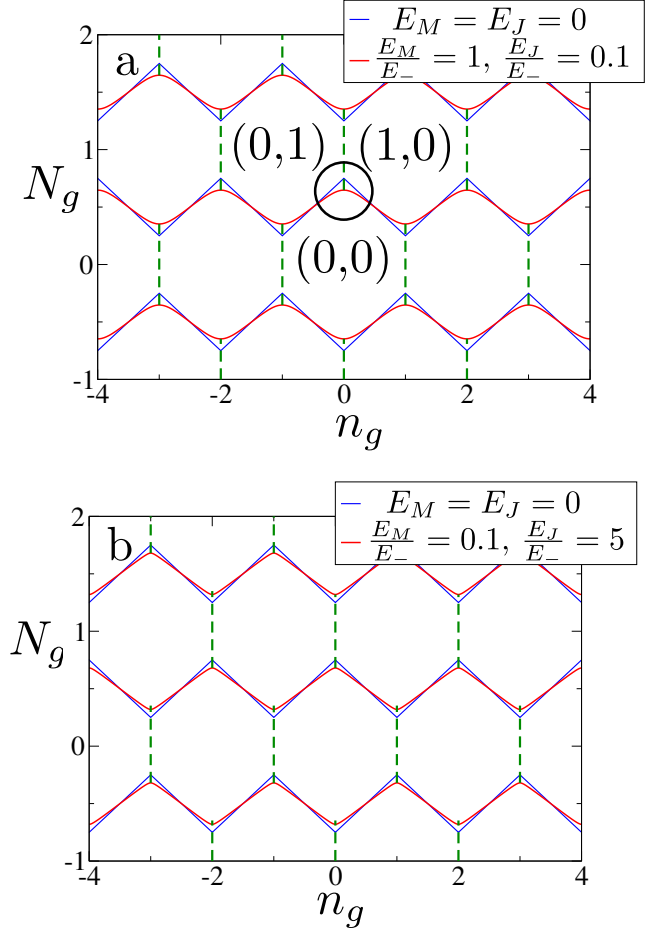 E_M = E_J = 0
E_M/E_- = 1, E_J/E_- = 0.1
a
2
(0,1) (1,0)
1
N_g
(0,0)
0
-1
-4 -2 0 2 4
n_g
E_M = E_J = 0
E_M/E_- = 0.1, E_J/E_- = 5
b
2
1
N_g
0
-1
-4 -2 0 2 4
n_g